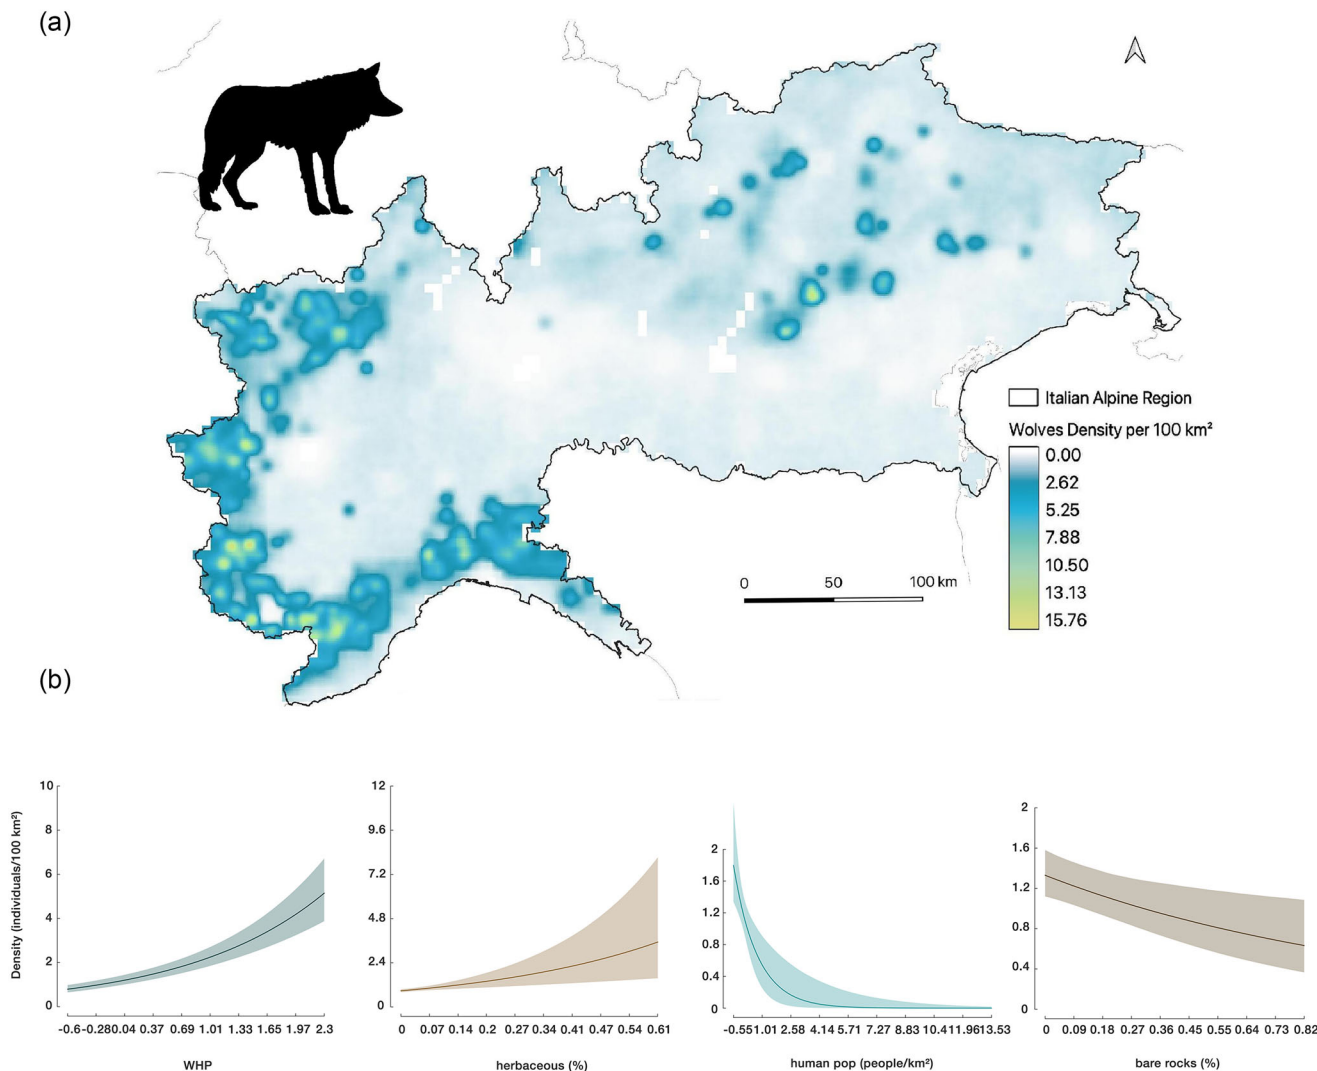 (a)
Italian Alpine Region
Wolves Density per 100 km²
0.00
2.62
5.25
7.88
10.50
13.13
15.76
0 50 100 km
(b)
Density (individuals/100 km²)
10
8
6
4
2
0
-0.6 -0.28 0.04 0.37 0.69 1.01 1.33 1.65 1.97 2.3
WHP
12
9.6
7.2
4.8
2.4
0
0 0.07 0.14 0.2 0.27 0.34 0.41 0.47 0.54 0.61
herbaceous (%)
2
1.6
1.2
0.8
0.4
0
-0.55 1.01 2.58 4.14 5.71 7.27 8.83 10.4 11.96 13.53
human pop (people/km²)
2
1.6
1.2
0.8
0.4
0
0 0.09 0.18 0.27 0.36 0.45 0.55 0.64 0.73 0.82
bare rocks (%)